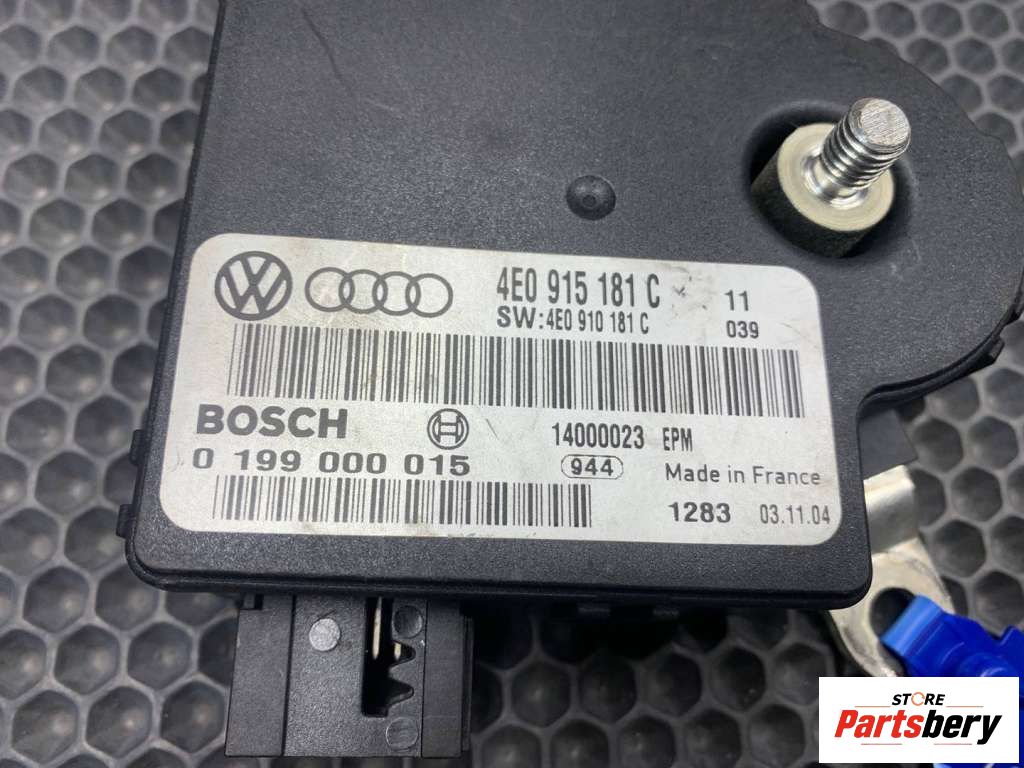 4E0 915 181 C 11
SW:4E0 910 181 C 039
BOSCH
14000023 EPM
0 199 000 015
944
Made in France
1283 03.11.04
STORE
Partsbery